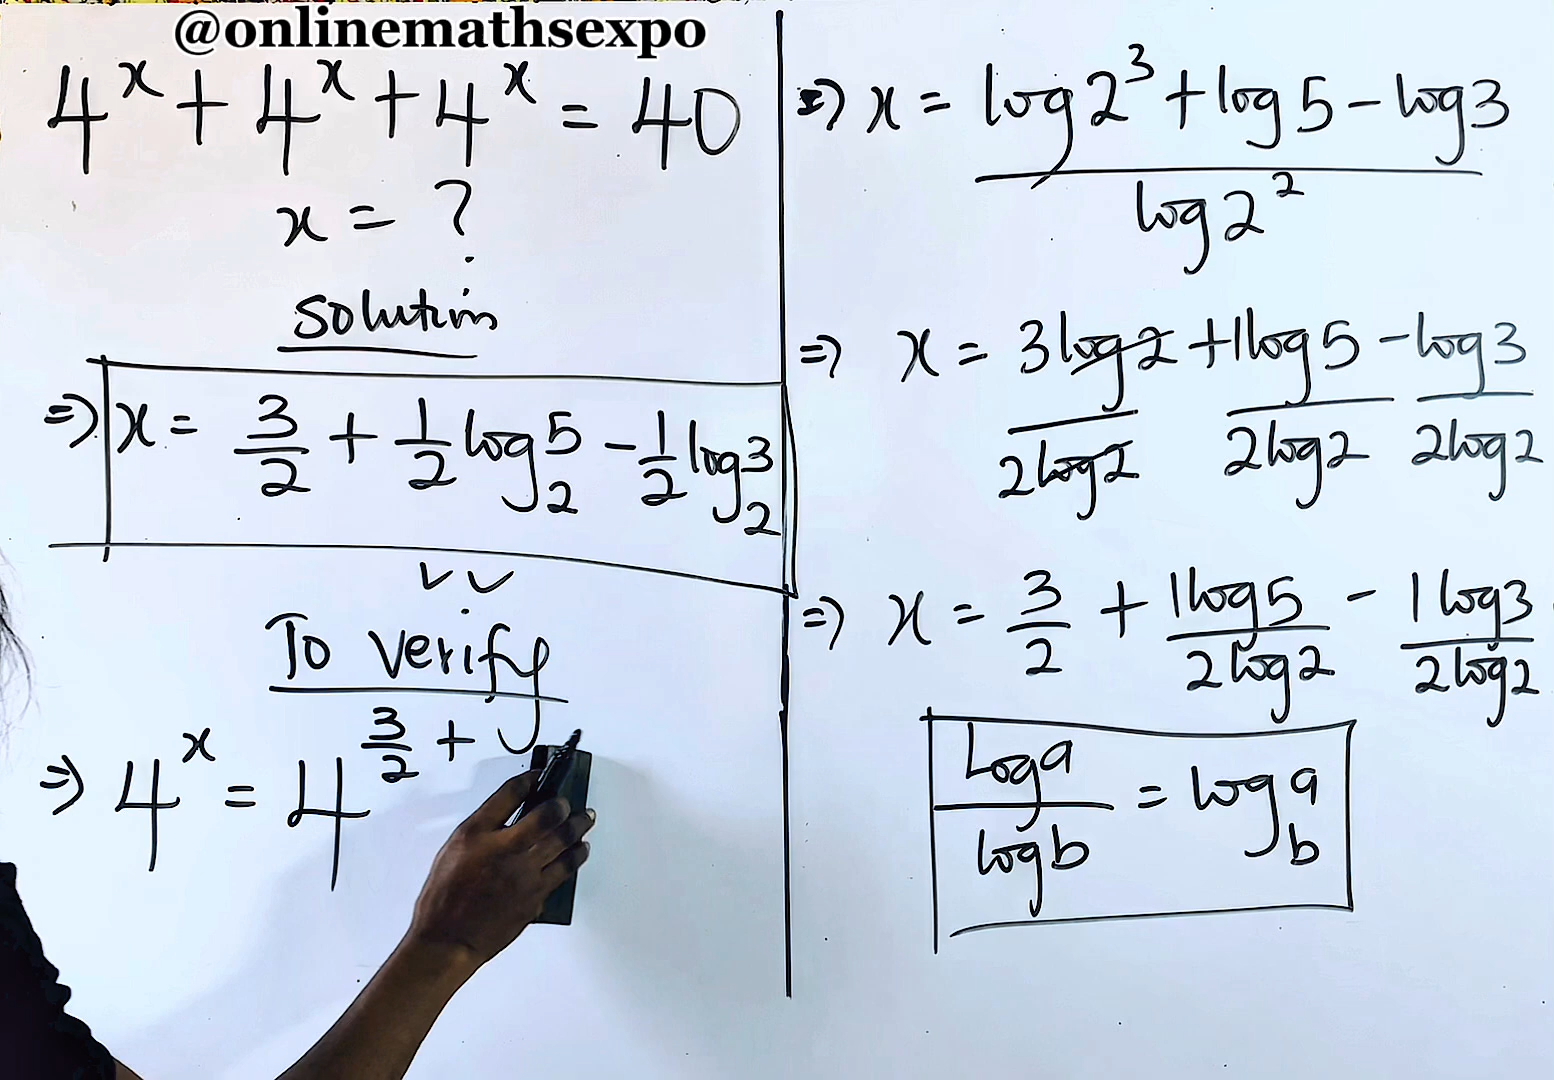 @onlinemathsexpo
4^x + 4^x + 4^x = 40
x = ?
Solution
⇒ x = 3/2 + 1/2 log_2 5 - 1/2 log_2 3
To verify
⇒ 4^x = 4^(3/2 +
⇒ x = (log 2^3 + log 5 - log 3) / log 2^2
⇒ x = 3log2 / 2log2 + 1log5 / 2log2 - log3 / 2log2
⇒ x = 3/2 + 1log5 / 2log2 - 1log3 / 2log2
Log a / log b = log_b a